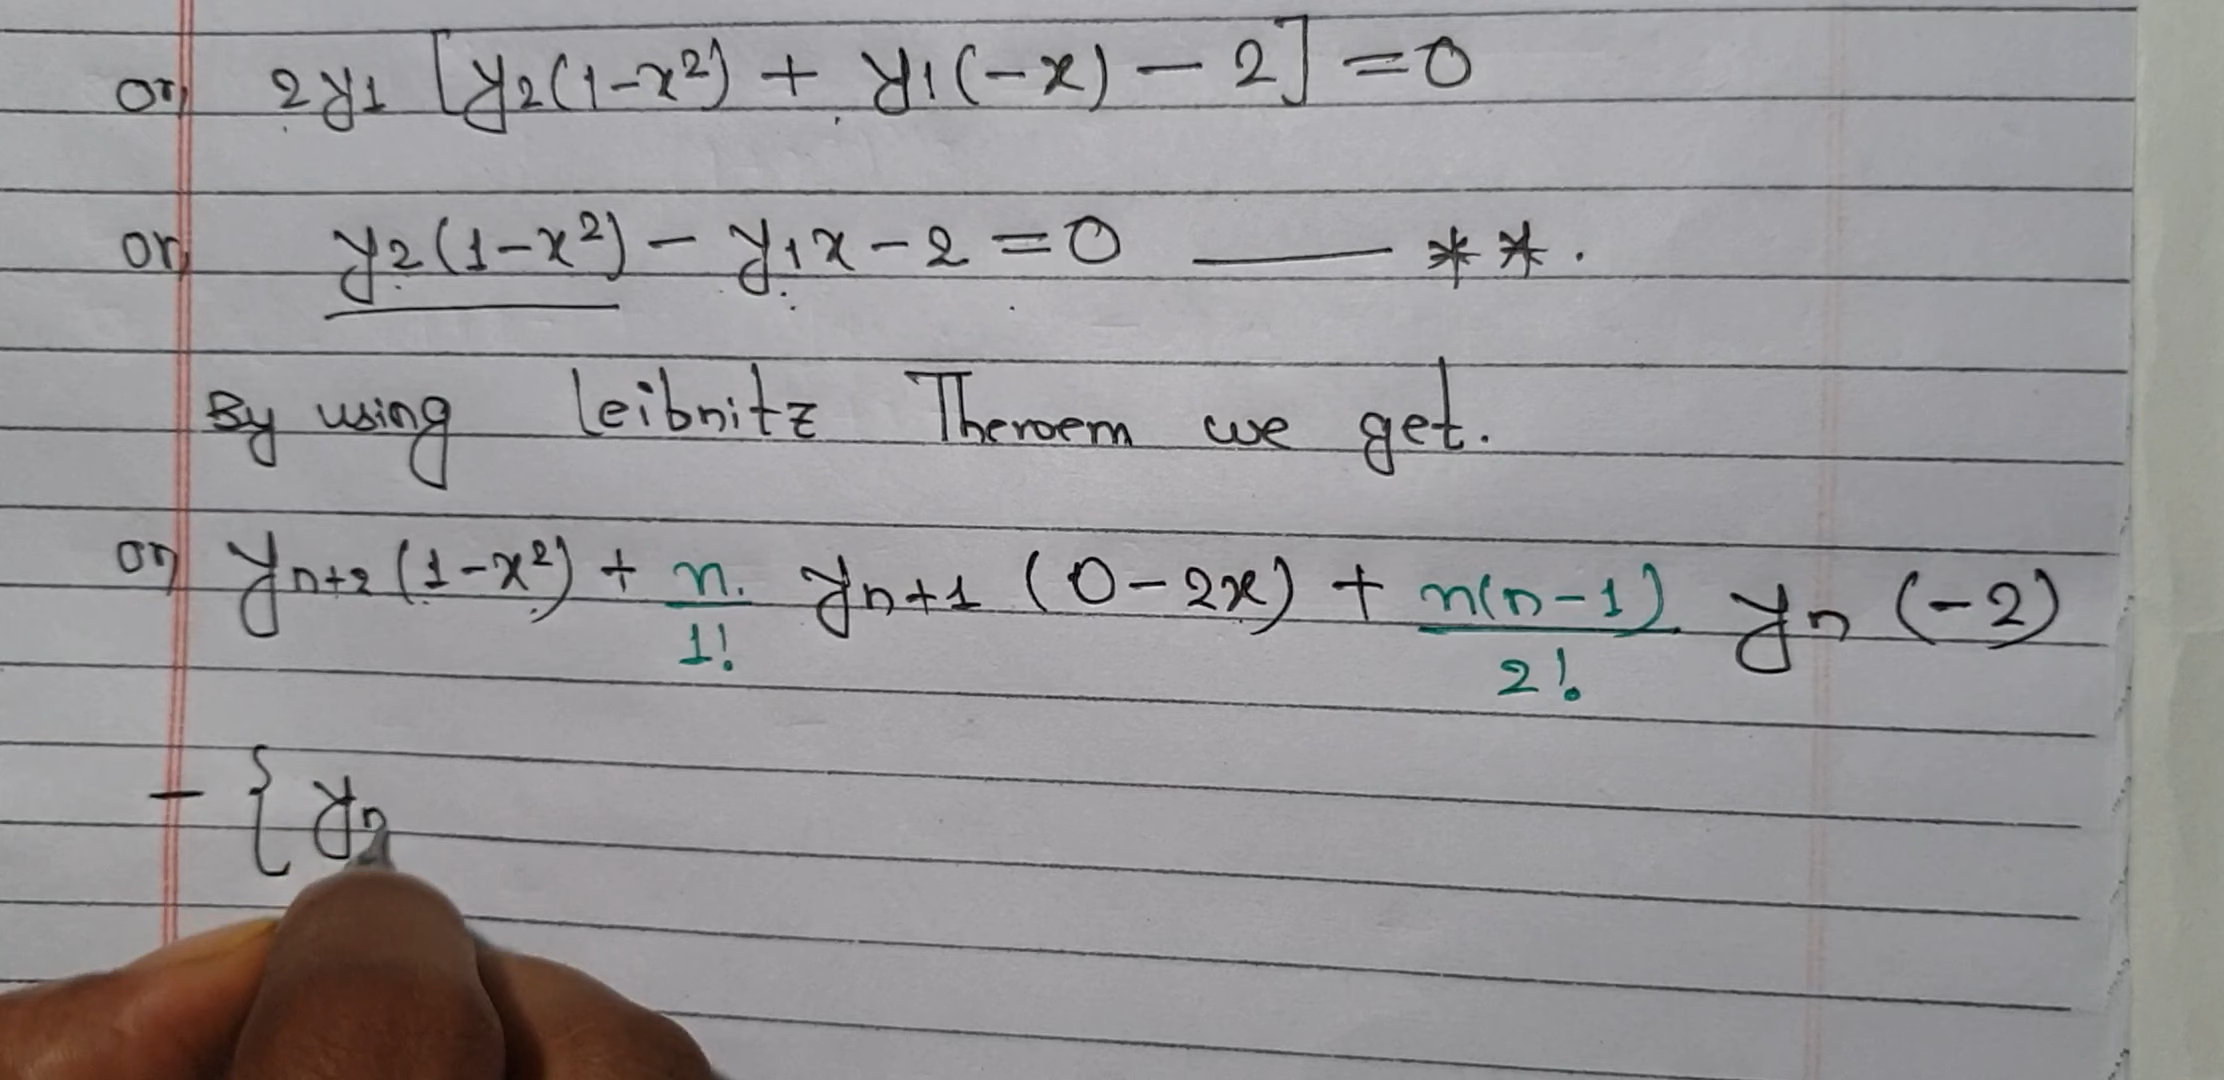 or, 2y₁ [y₂(1-x²) + y₁(-x) - 2] = 0
or, y₂(1-x²) - y₁x - 2 = 0 —— **.
By using leibnitz Theroem we get.
or, yₙ₊₂(1-x²) + n/1! yₙ₊₁ (0-2x) + n(n-1)/2! yₙ (-2)
- { yₙ